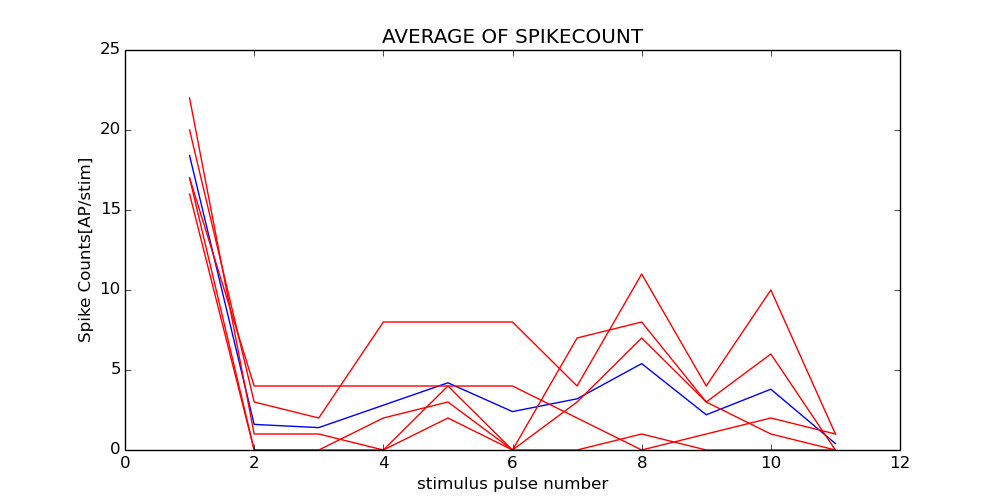 AVERAGE OF SPIKECOUNT
25
20
15
10
5
0
Spike Counts[AP/stim]
0 2 4 6 8 10 12
stimulus pulse number